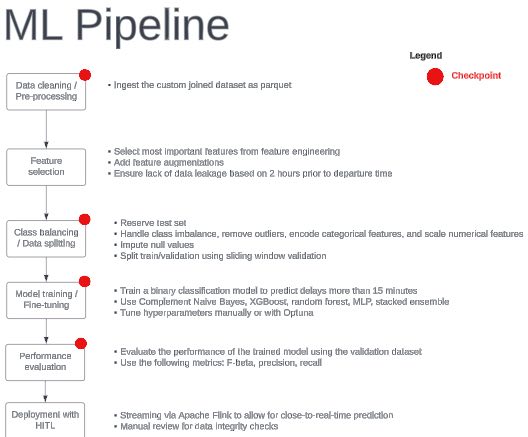 ML Pipeline
Legend
Checkpoint
Data cleaning /
Pre-processing
• Ingest the custom joined dataset as parquet
Feature
selection
• Select most important features from feature engineering
• Add feature augmentations
• Ensure lack of data leakage based on 2 hours prior to departure time
Class balancing
/ Data splitting
• Reserve test set
• Handle class imbalance, remove outliers, encode categorical features, and scale numerical features
• Impute null values
• Split train/validation using sliding window validation
Model training /
Fine-tuning
• Train a binary classification model to predict delays more than 15 minutes
• Use Complement Naive Bayes, XGBoost, random forest, MLP, stacked ensemble
• Tune hyperparameters manually or with Optuna
Performance
evaluation
• Evaluate the performance of the trained model using the validation dataset
• Use the following metrics: F-beta, precision, recall
Deployment with
HITL
• Streaming via Apache Flink to allow for close-to-real-time prediction
• Manual review for data integrity checks